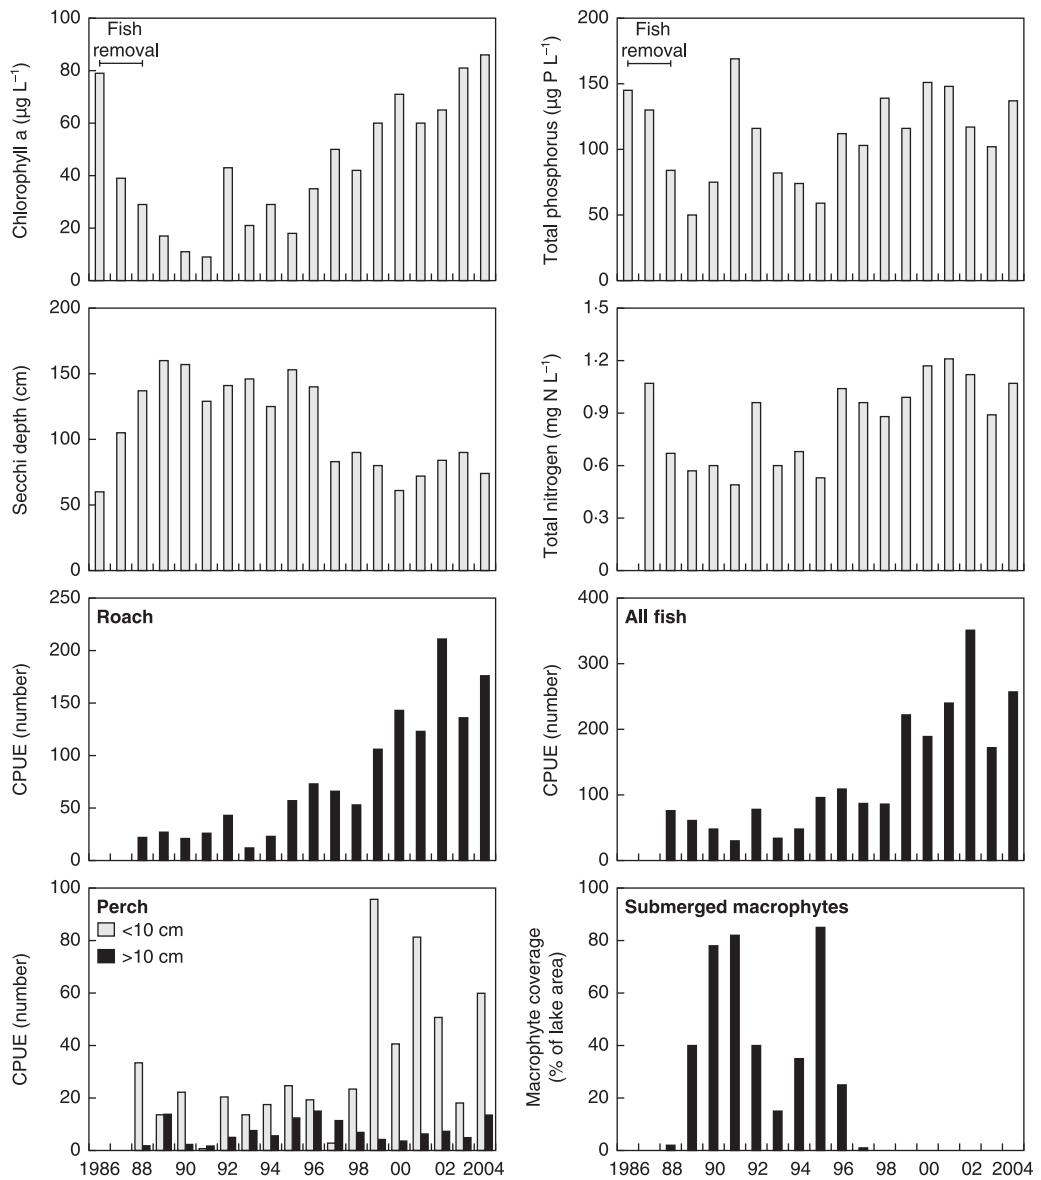 Chlorophyll a (µg L⁻¹)
100
80
60
40
20
0
Fish
removal
Total phosphorus (µg P L⁻¹)
200
150
100
50
0
Fish
removal
Secchi depth (cm)
200
150
100
50
0
Total nitrogen (mg N L⁻¹)
1·5
1·2
0·9
0·6
0·3
0
CPUE (number)
250
200
150
100
50
0
Roach
CPUE (number)
400
300
200
100
0
All fish
CPUE (number)
100
80
60
40
20
0
Perch
<10 cm
>10 cm
1986 88 90 92 94 96 98 00 02 2004
Macrophyte coverage
(% of lake area)
100
80
60
40
20
0
Submerged macrophytes
1986 88 90 92 94 96 98 00 02 2004